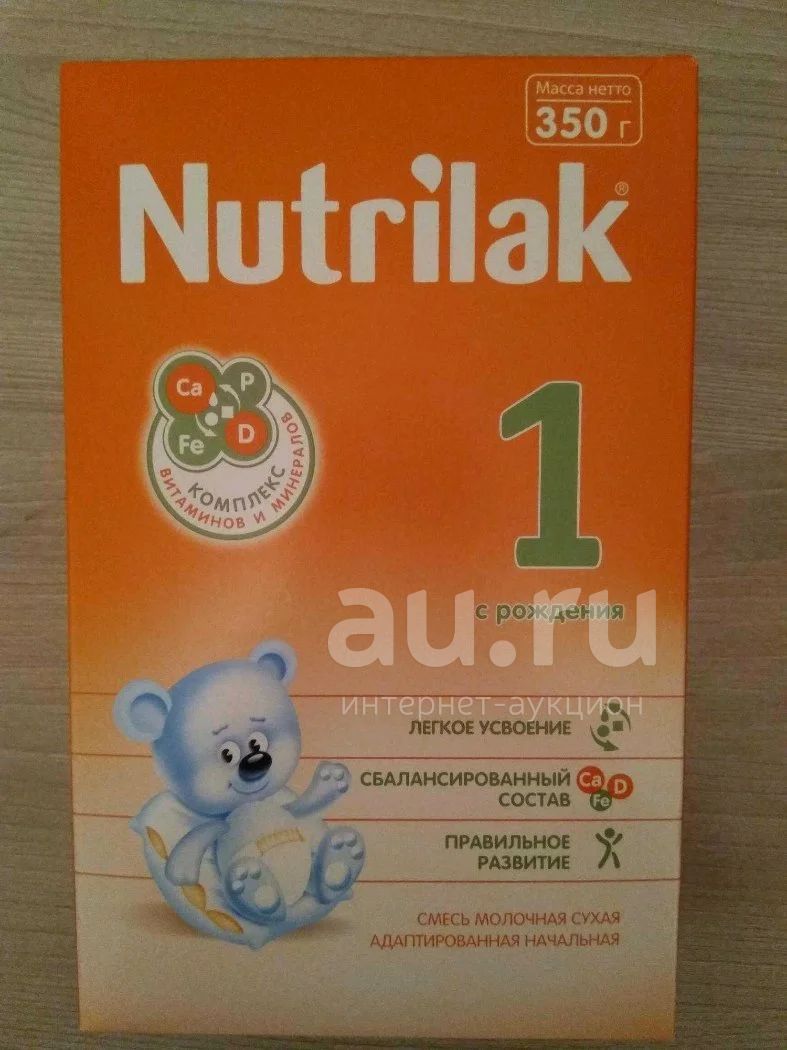 Масса нетто
350 г
Nutrilak®
Ca P
Fe D
КОМПЛЕКС
ВИТАМИНОВ И МИНЕРАЛОВ
1
с рождения
au.ru
интернет-аукцион
ЛЕГКОЕ УСВОЕНИЕ
СБАЛАНСИРОВАННЫЙ
СОСТАВ
Ca D
Fe
ПРАВИЛЬНОЕ
РАЗВИТИЕ
СМЕСЬ МОЛОЧНАЯ СУХАЯ
АДАПТИРОВАННАЯ НАЧАЛЬНАЯ